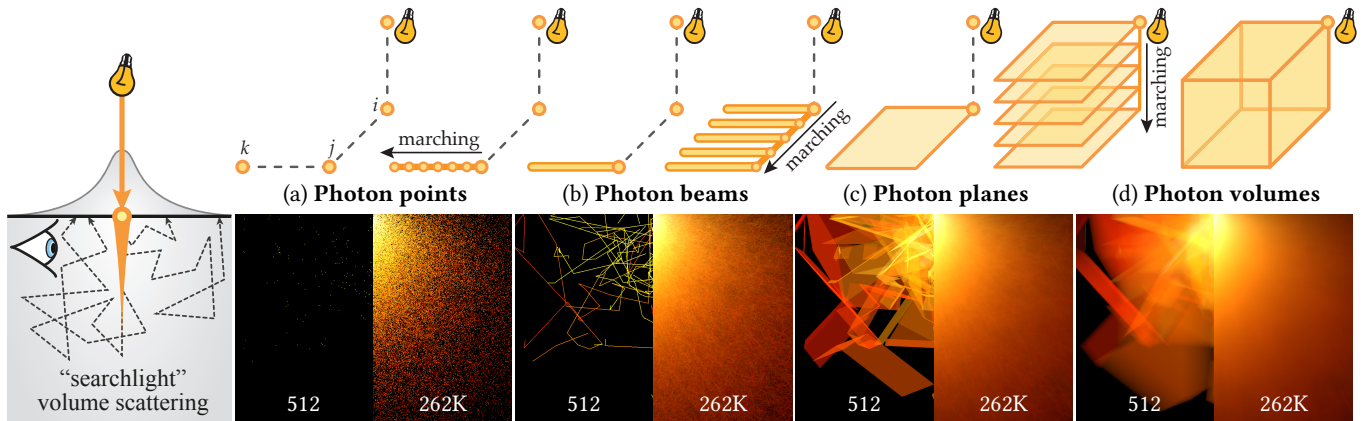 k
j
i
marching
marching
marching
(a) Photon points
(b) Photon beams
(c) Photon planes
(d) Photon volumes
“searchlight”
volume scattering
512
262K
512
262K
512
262K
512
262K